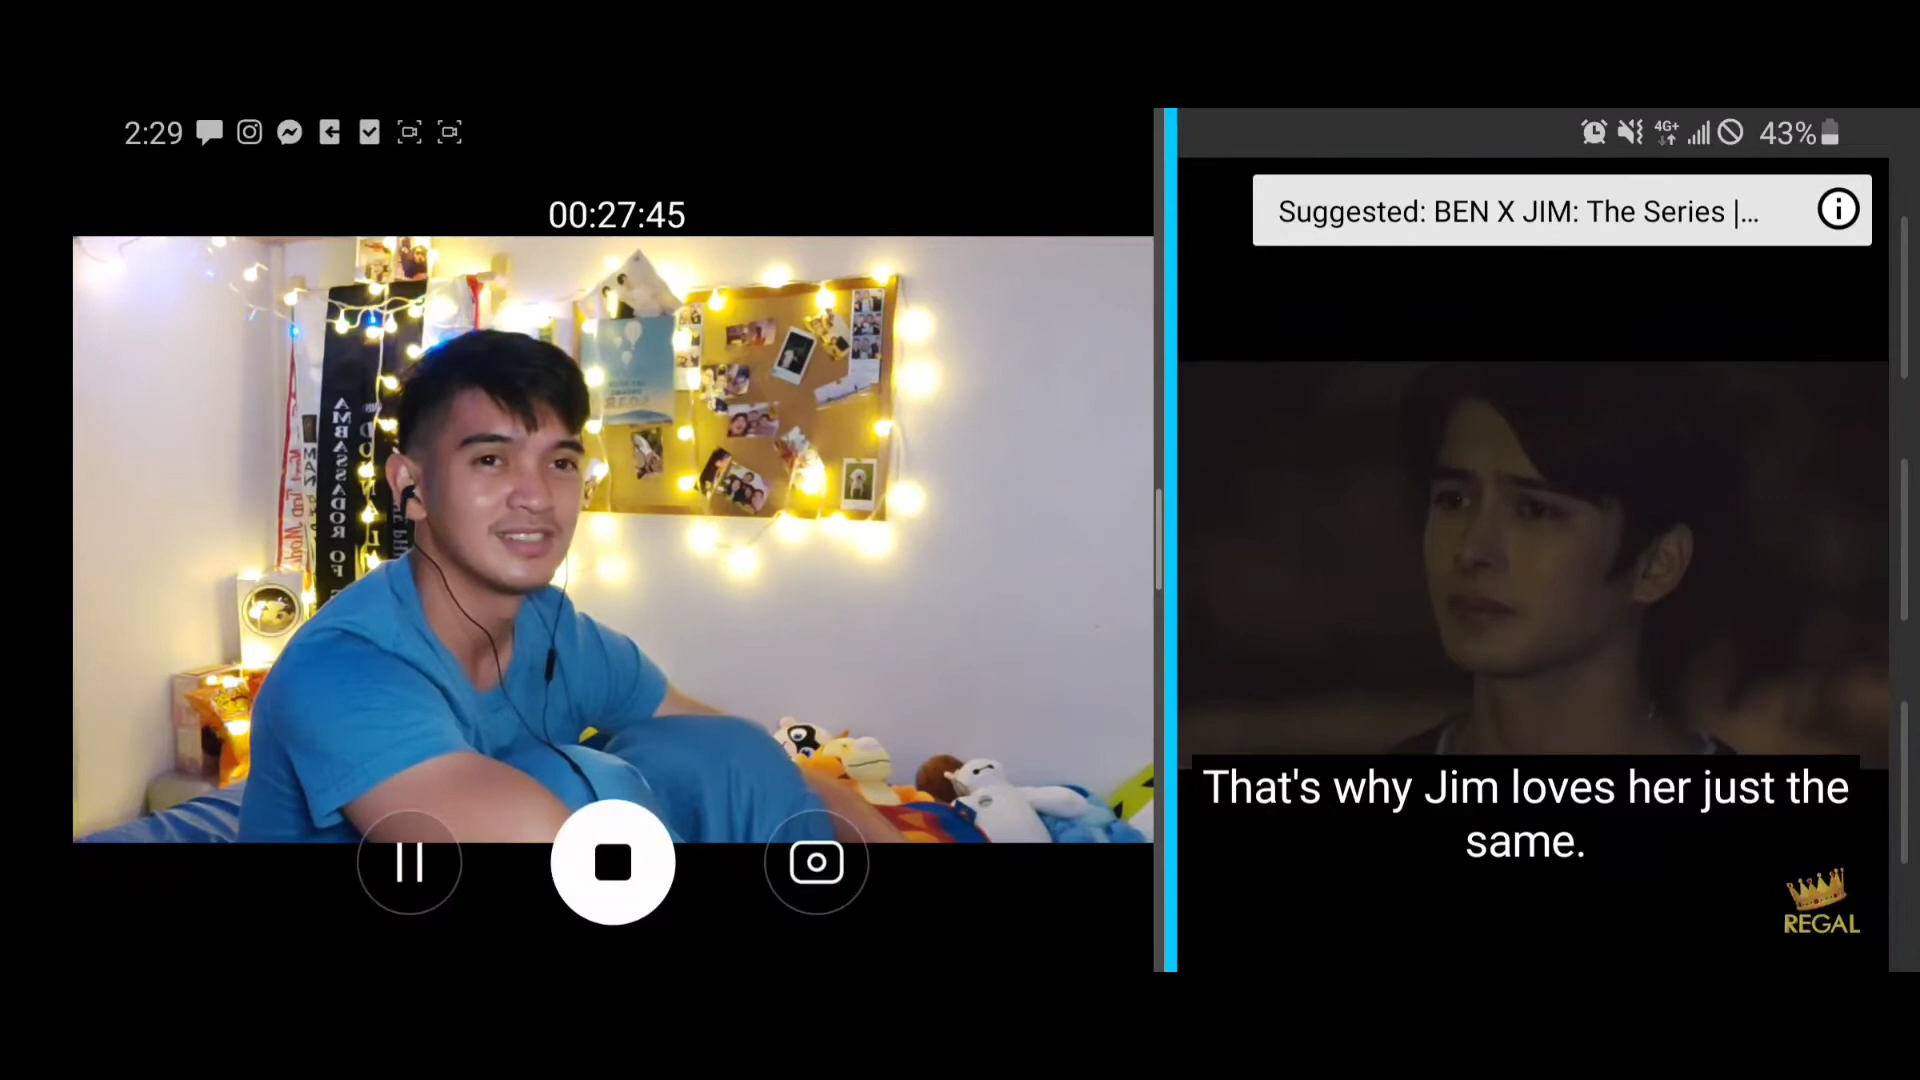 2:29
4G+
43%
00:27:45
Suggested: BEN X JIM: The Series |...
AMBASSADOR OF
That's why Jim loves her just the
same.
REGAL